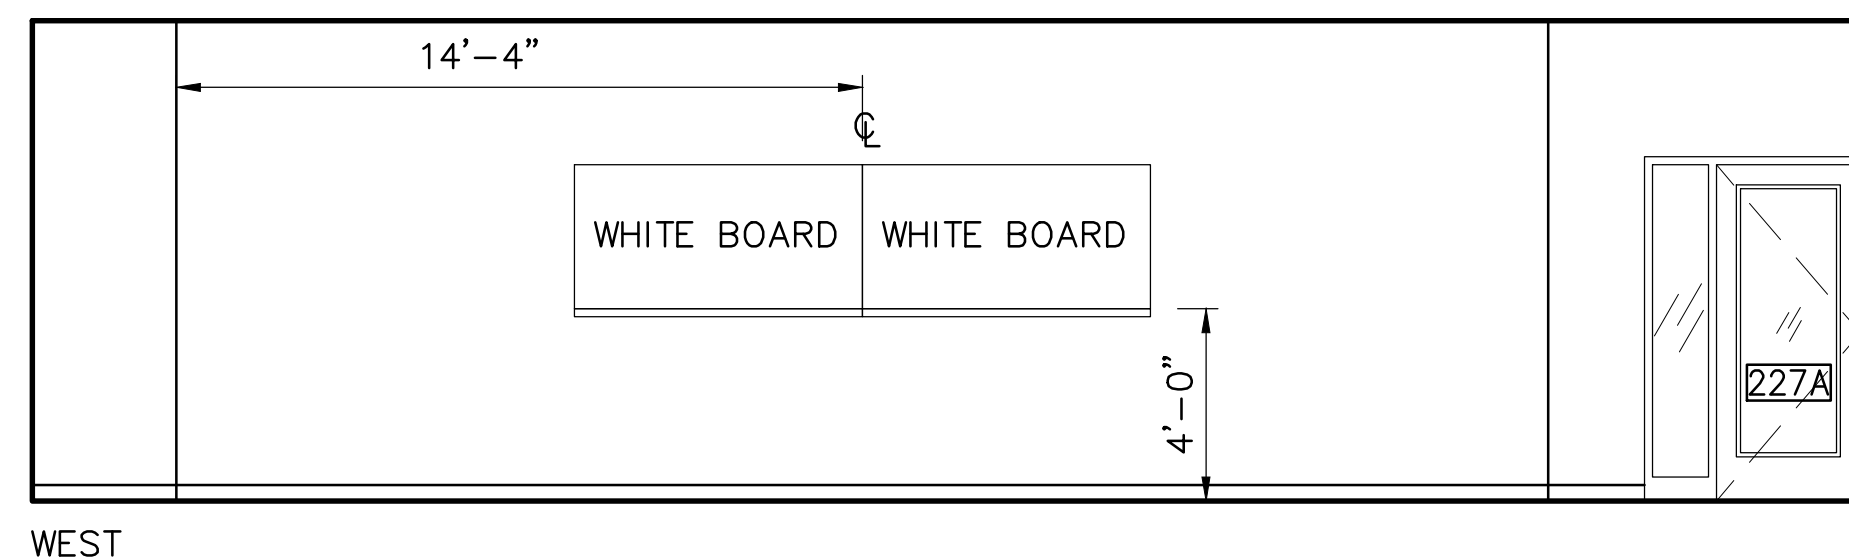 14'-4"
℄
WHITE BOARD WHITE BOARD
4'-0"
227A
WEST